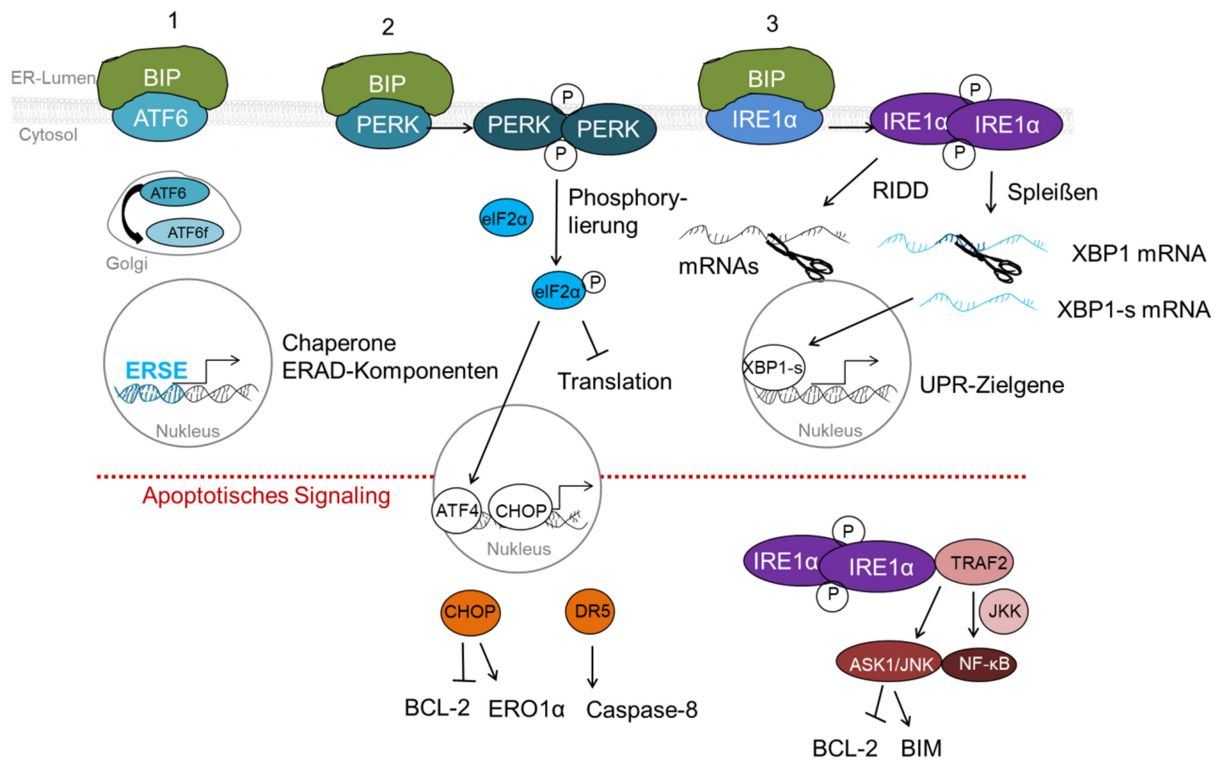 1
2
3
ER-Lumen
BIP
ATF6
Cytosol
BIP
PERK
PERK
PERK
P
P
BIP
IRE1α
IRE1α
IRE1α
P
P
ATF6
ATF6f
Golgi
eIF2α
Phosphory-
lierung
eIF2α
P
Translation
RIDD
Spleißen
mRNAs
XBP1 mRNA
XBP1-s mRNA
ERSE
Nukleus
Chaperone
ERAD-Komponenten
XBP1-s
Nukleus
UPR-Zielgene
Apoptotisches Signaling
ATF4
CHOP
Nukleus
CHOP
DR5
BCL-2
ERO1α
Caspase-8
IRE1α
IRE1α
P
P
TRAF2
JKK
ASK1/JNK
NF-κB
BCL-2
BIM